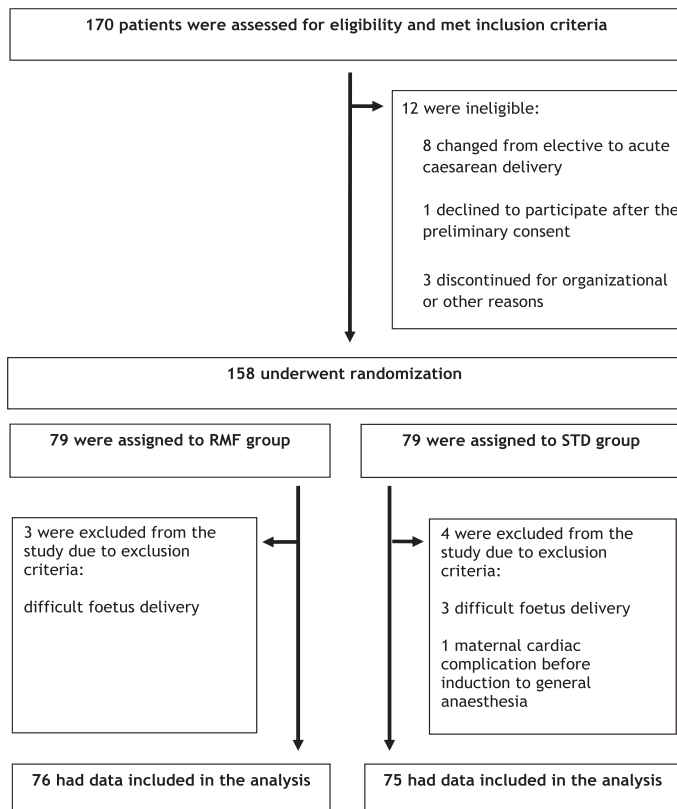 170 patients were assessed for eligibility and met inclusion criteria
12 were ineligible:
8 changed from elective to acute
caesarean delivery
1 declined to participate after the
preliminary consent
3 discontinued for organizational
or other reasons
158 underwent randomization
79 were assigned to RMF group
79 were assigned to STD group
3 were excluded from the
study due to exclusion
criteria:
difficult foetus delivery
4 were excluded from the
study due to exclusion
criteria:
3 difficult foetus delivery
1 maternal cardiac
complication before
induction to general
anaesthesia
76 had data included in the analysis
75 had data included in the analysis